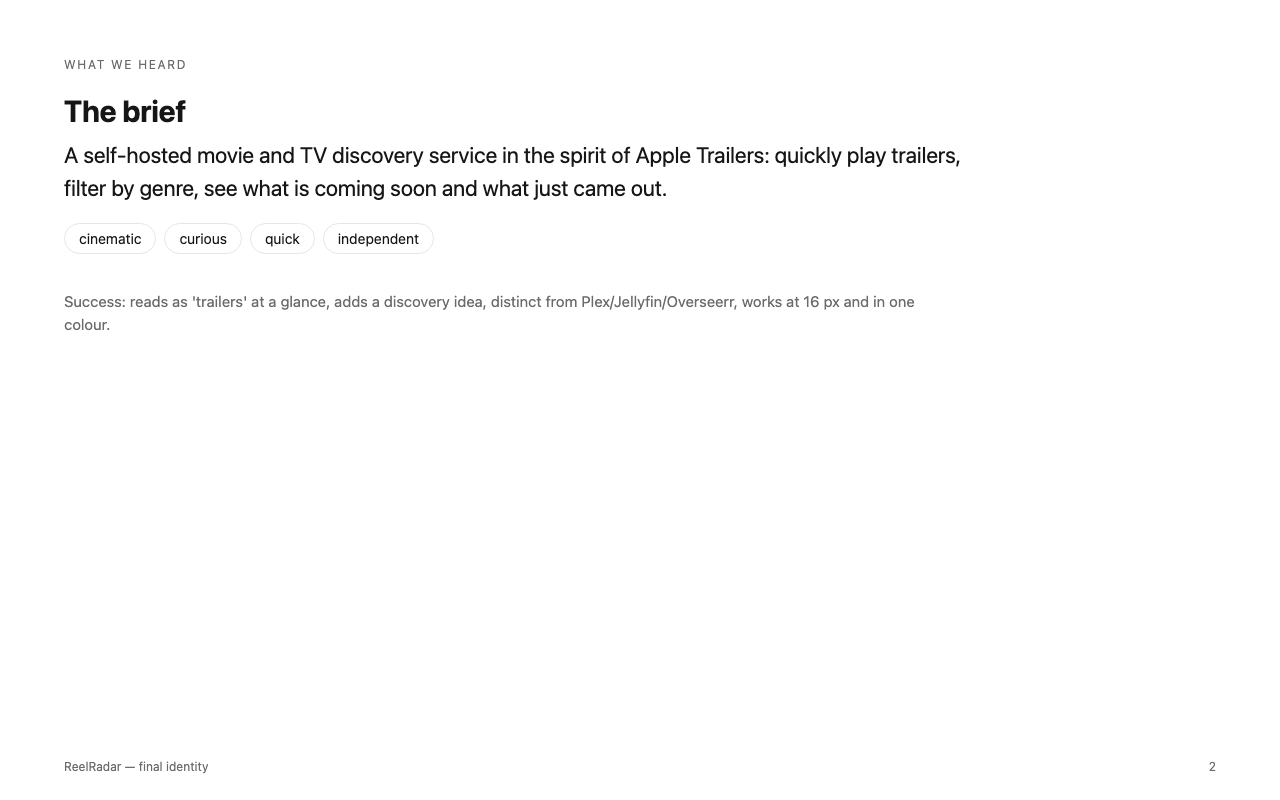 WHAT WE HEARD
The brief
A self-hosted movie and TV discovery service in the spirit of Apple Trailers: quickly play trailers,
filter by genre, see what is coming soon and what just came out.
cinematic curious quick independent
Success: reads as 'trailers' at a glance, adds a discovery idea, distinct from Plex/Jellyfin/Overseerr, works at 16 px and in one
colour.
ReelRadar — final identity 2